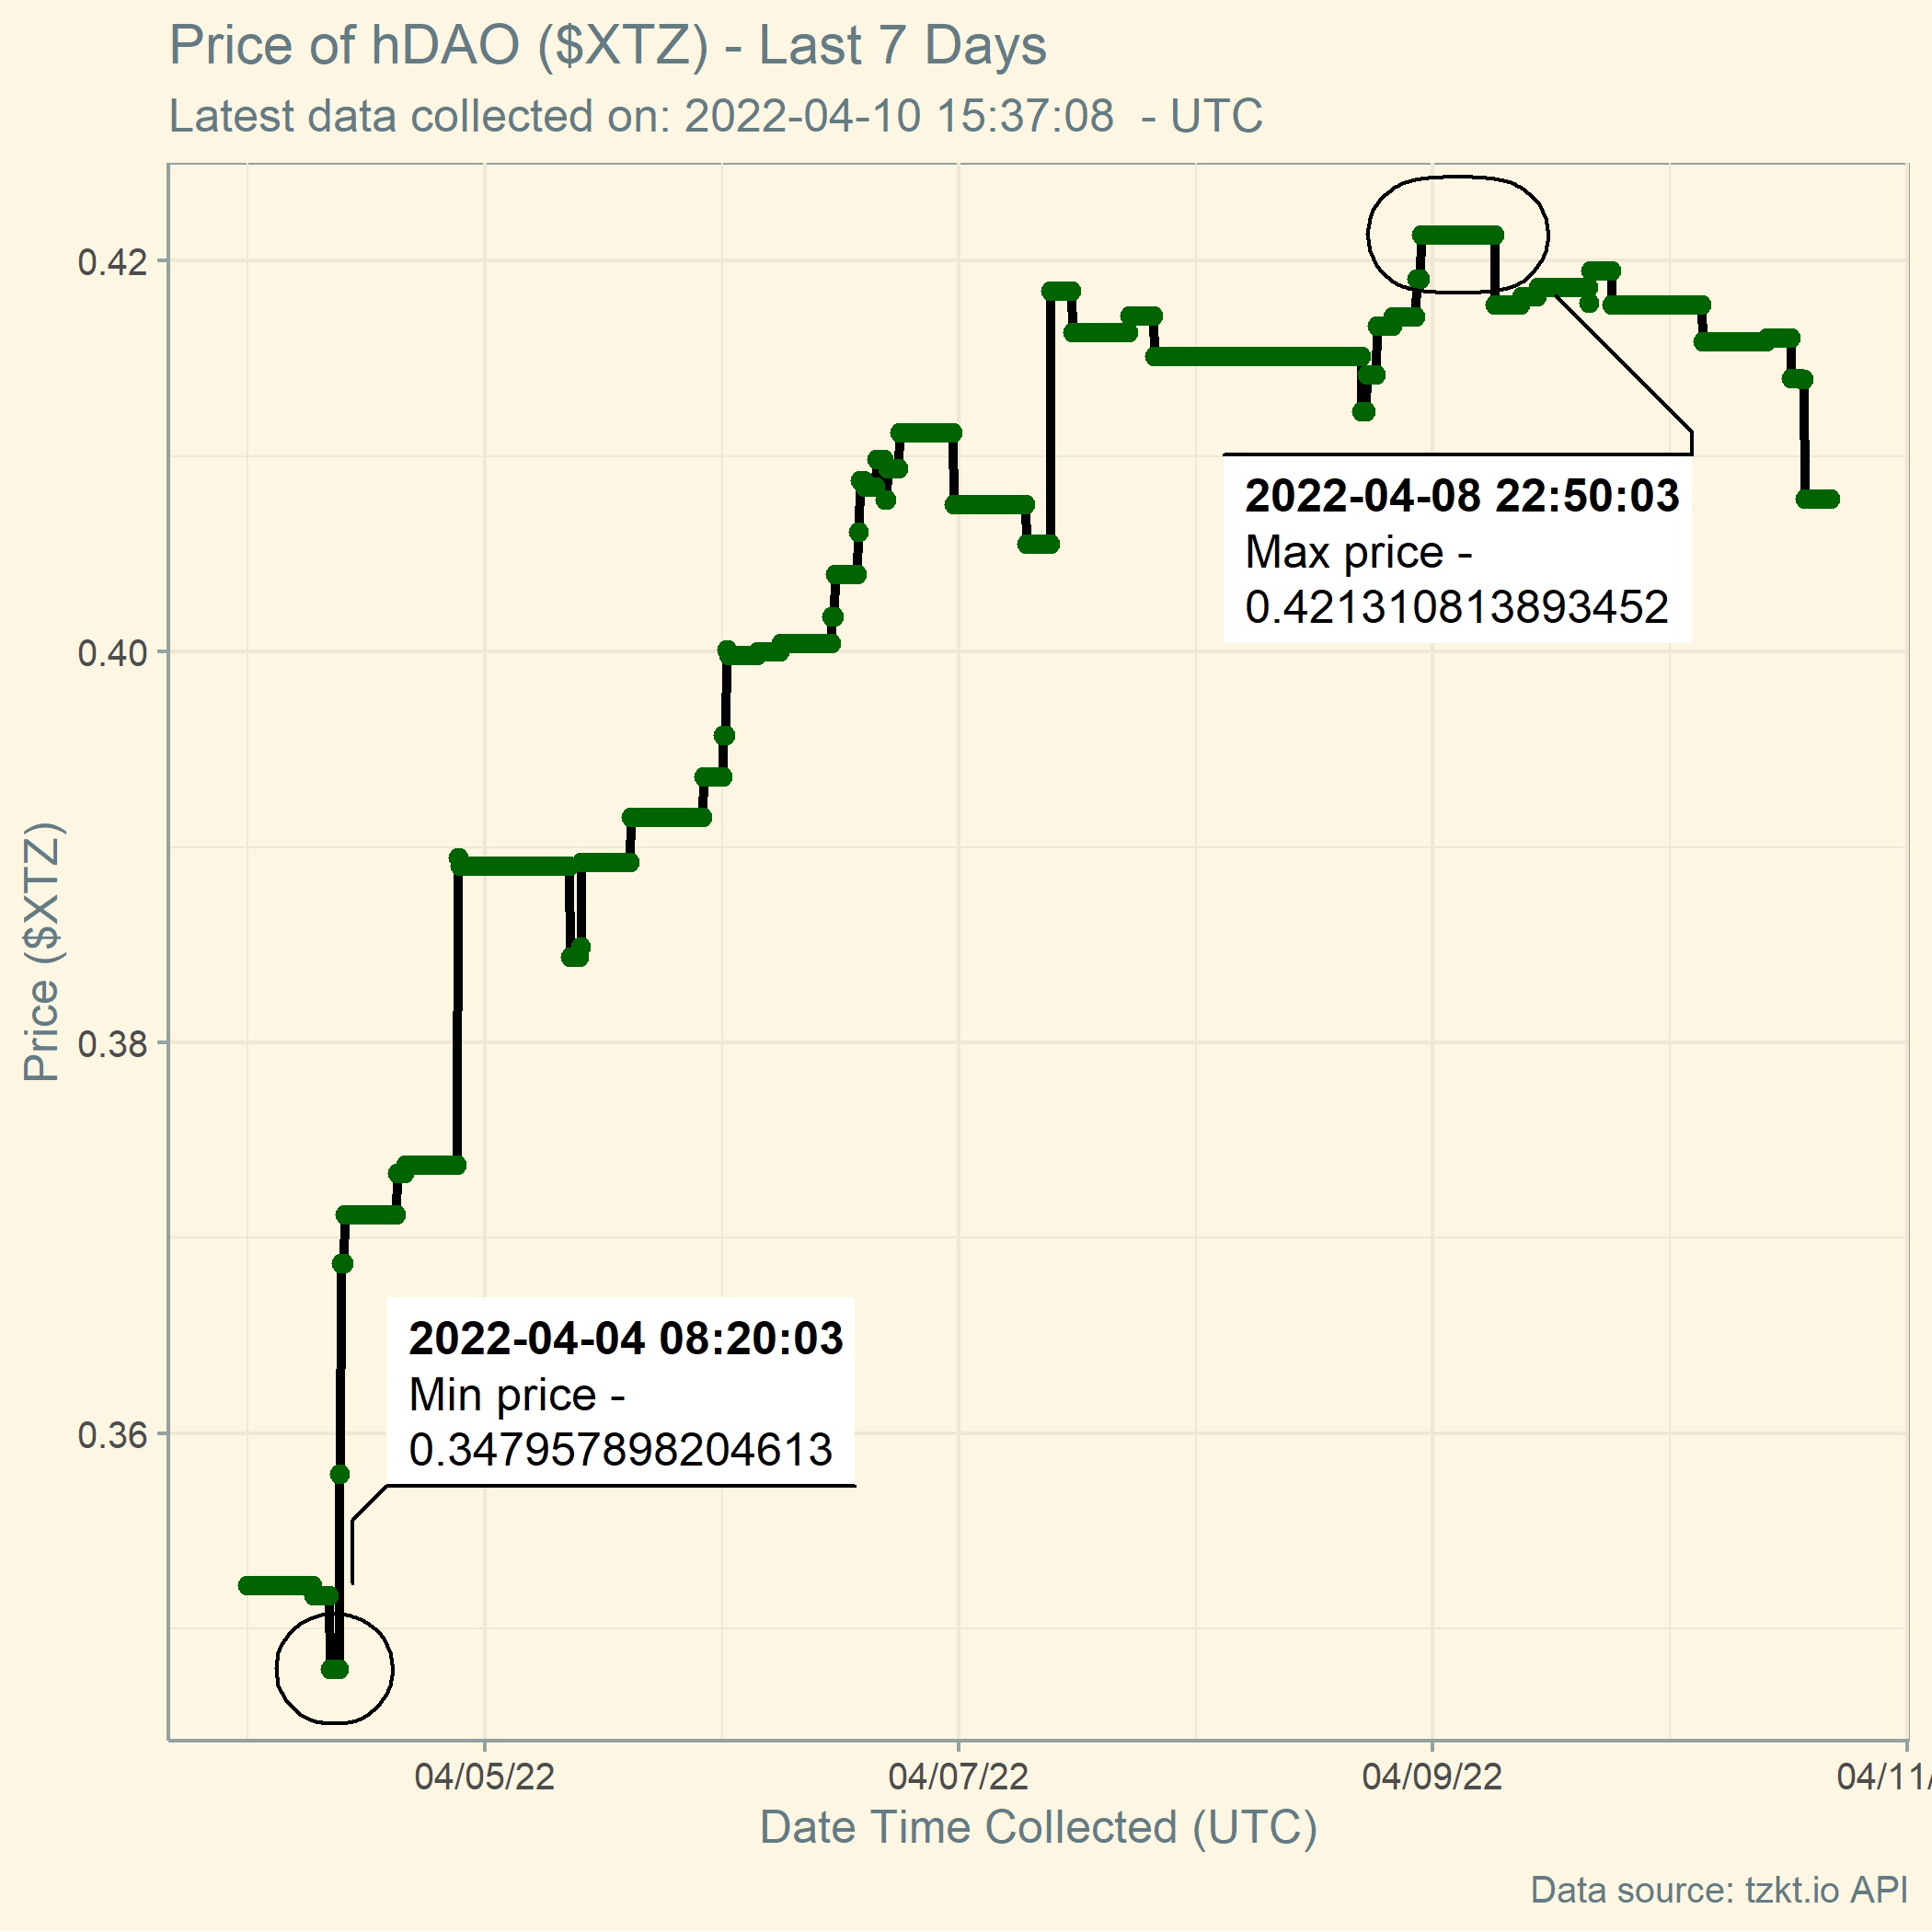 Price of hDAO ($XTZ) - Last 7 Days
Latest data collected on: 2022-04-10 15:37:08  - UTC
0.42
0.40
0.38
0.36
Price ($XTZ)
2022-04-08 22:50:03
Max price -
0.421310813893452
2022-04-04 08:20:03
Min price -
0.347957898204613
04/05/22
04/07/22
04/09/22
04/11/
Date Time Collected (UTC)
Data source: tzkt.io API